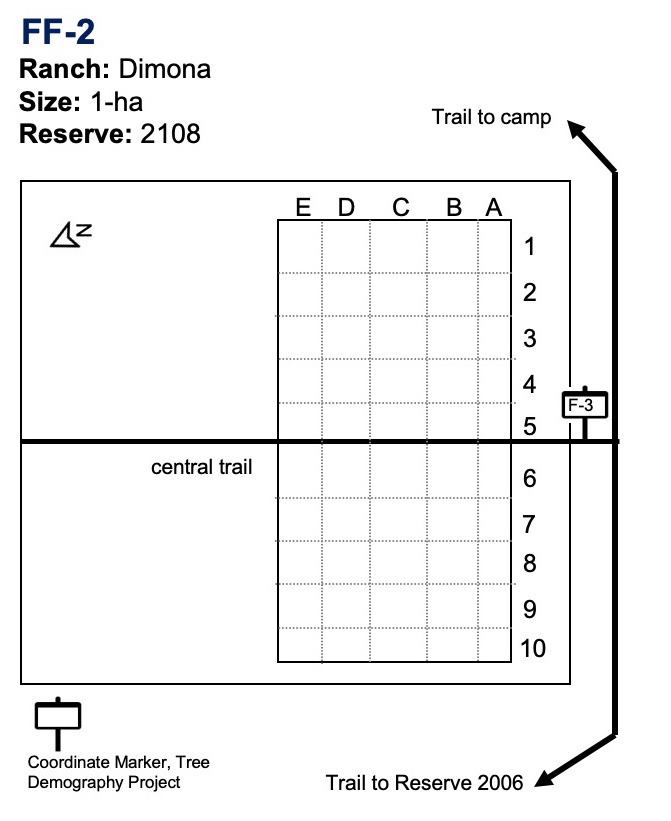 FF-2
Ranch: Dimona
Size: 1-ha
Reserve: 2108
Trail to camp
N
E D C B A
1
2
3
4
F-3
5
central trail
6
7
8
9
10
Coordinate Marker, Tree
Demography Project
Trail to Reserve 2006